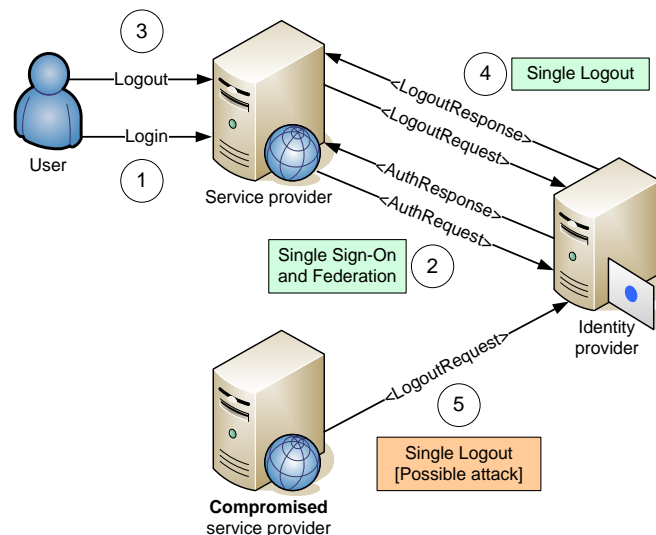 3
Logout
User
Login
1
Service provider
4
Single Logout
<LogoutResponse>
<LogoutRequest>
<AuthResponse>
<AuthRequest>
Single Sign-On
and Federation
2
Identity
provider
<LogoutRequest>
5
Single Logout
[Possible attack]
Compromised
service provider